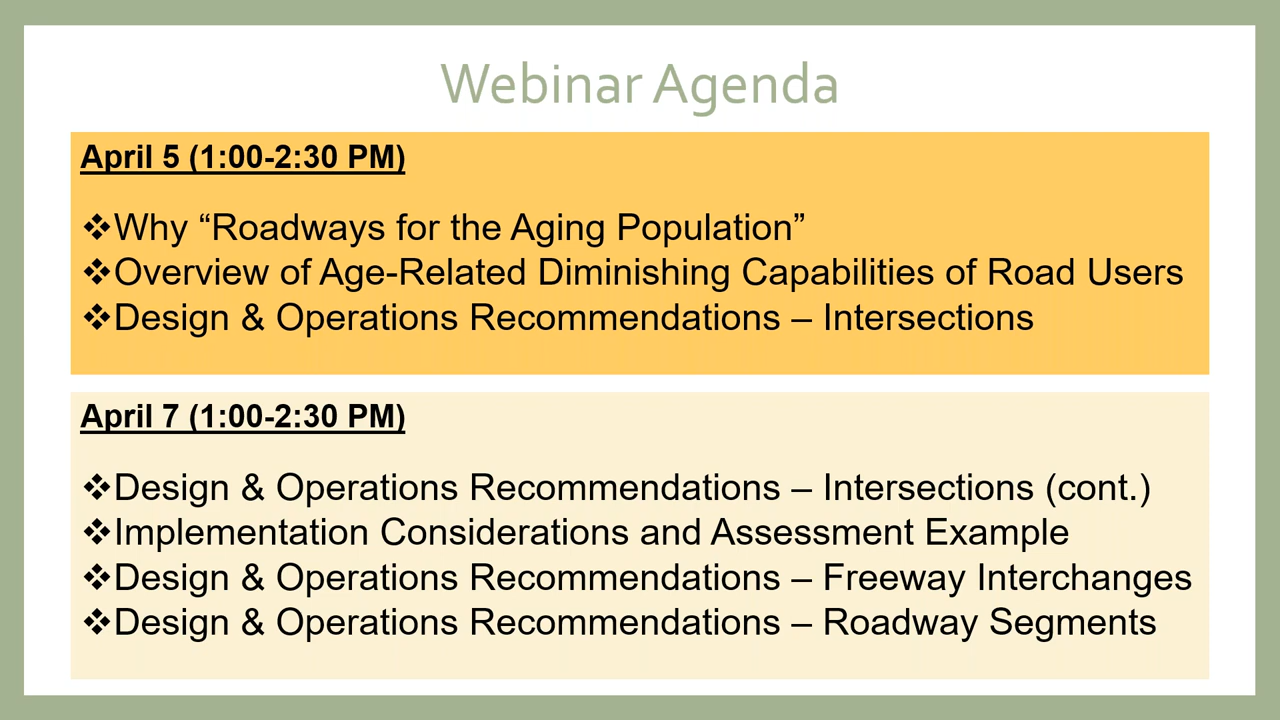 Webinar Agenda
April 5 (1:00-2:30 PM)
❖Why “Roadways for the Aging Population”
❖Overview of Age-Related Diminishing Capabilities of Road Users
❖Design & Operations Recommendations – Intersections
April 7 (1:00-2:30 PM)
❖Design & Operations Recommendations – Intersections (cont.)
❖Implementation Considerations and Assessment Example
❖Design & Operations Recommendations – Freeway Interchanges
❖Design & Operations Recommendations – Roadway Segments